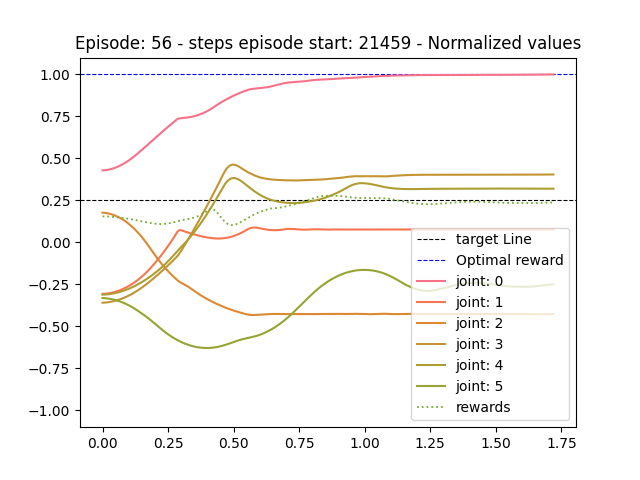 Episode: 56 - steps episode start: 21459 - Normalized values
1.00
0.75
0.50
0.25
0.00
−0.25
−0.50
−0.75
−1.00
target Line
Optimal reward
joint: 0
joint: 1
joint: 2
joint: 3
joint: 4
joint: 5
rewards
0.00 0.25 0.50 0.75 1.00 1.25 1.50 1.75